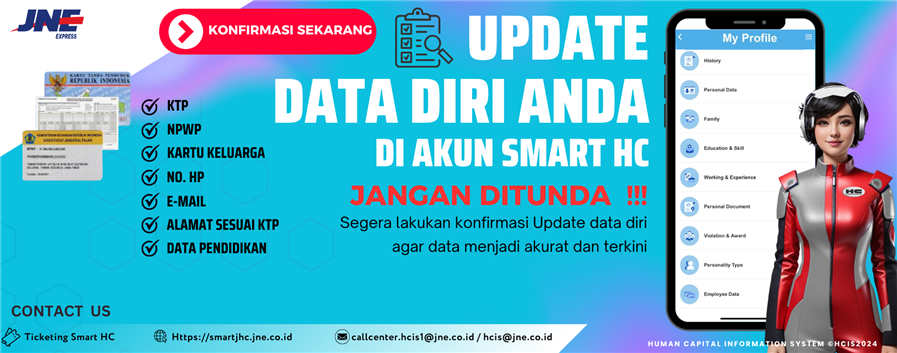 JNE
EXPRESS
KONFIRMASI SEKARANG
UPDATE
DATA DIRI ANDA
DI AKUN SMART HC
JANGAN DITUNDA !!!
Segera lakukan konfirmasi Update data diri
agar data menjadi akurat dan terkini
REPUBLIK INDONESIA
KTP
NPWP
KARTU KELUARGA
NO. HP
E-MAIL
ALAMAT SESUAI KTP
DATA PENDIDIKAN
My Profile
History
Personal Data
Family
Education & Skill
Working & Experience
Personal Document
Violation & Award
Personality Type
Employee Data
HC
CONTACT US
Ticketing Smart HC
Https://smartjhc.jne.co.id
callcenter.hcis1@jne.co.id / hcis@jne.co.id
HUMAN CAPITAL INFORMATION SYSTEM ©HCIS2024